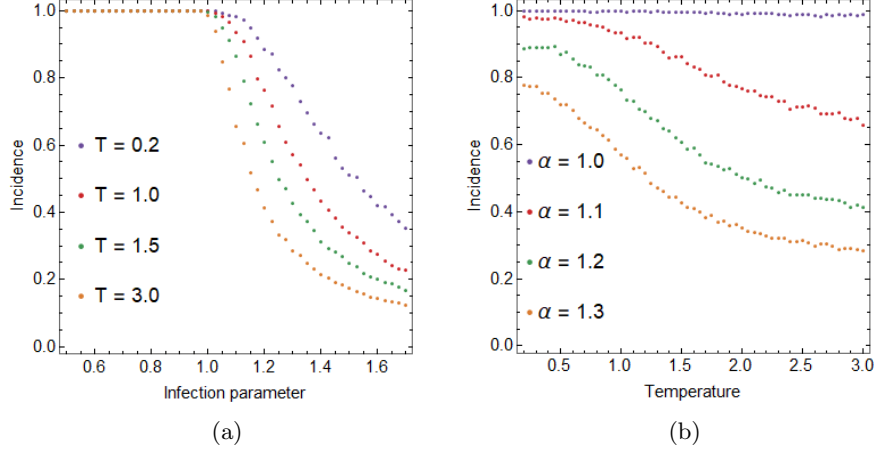 1.0
0.8
0.6
0.4
0.2
0.0
Incidence
T = 0.2
T = 1.0
T = 1.5
T = 3.0
0.6 0.8 1.0 1.2 1.4 1.6
Infection parameter
(a)
1.0
0.8
0.6
0.4
0.2
0.0
Incidence
α = 1.0
α = 1.1
α = 1.2
α = 1.3
0.5 1.0 1.5 2.0 2.5 3.0
Temperature
(b)